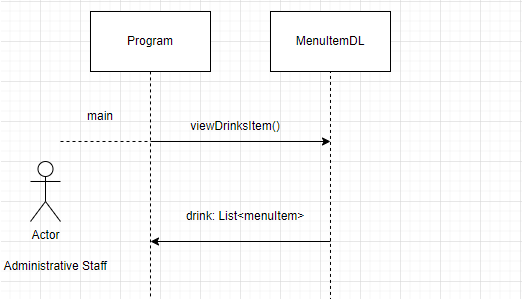 Program
MenuItemDL
main
viewDrinksItem()
drink: List<menuItem>
Actor
Administrative Staff